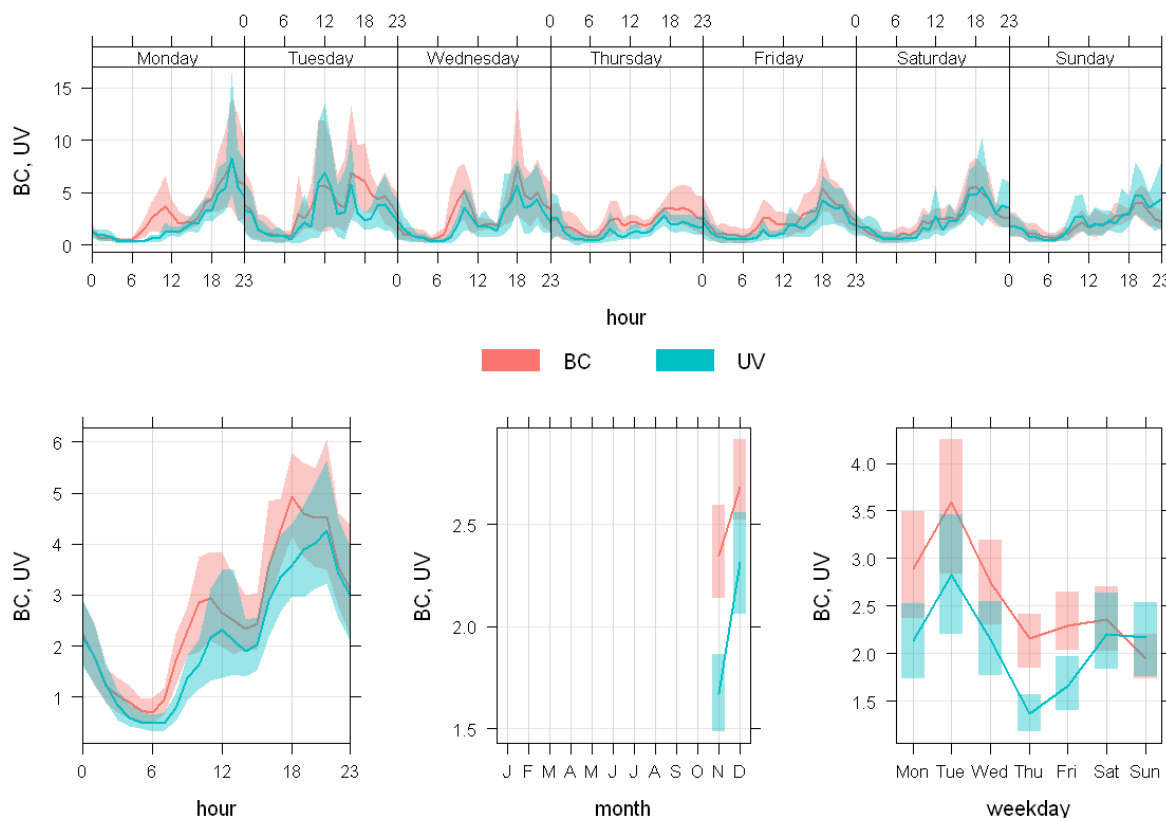 0 6 12 18 23 0 6 12 18 23 0 6 12 18 23
Monday Tuesday Wednesday Thursday Friday Saturday Sunday
15
10
5
0
BC, UV
0 6 12 18 23 0 6 12 18 23 0 6 12 18 23 0 6 12 18 23
hour
BC UV
6
5
4
3
2
1
BC, UV
0 6 12 18 23
hour
2.5
2.0
1.5
BC, UV
J F M A M J J A S O N D
month
4.0
3.5
3.0
2.5
2.0
1.5
BC, UV
Mon Tue Wed Thu Fri Sat Sun
weekday